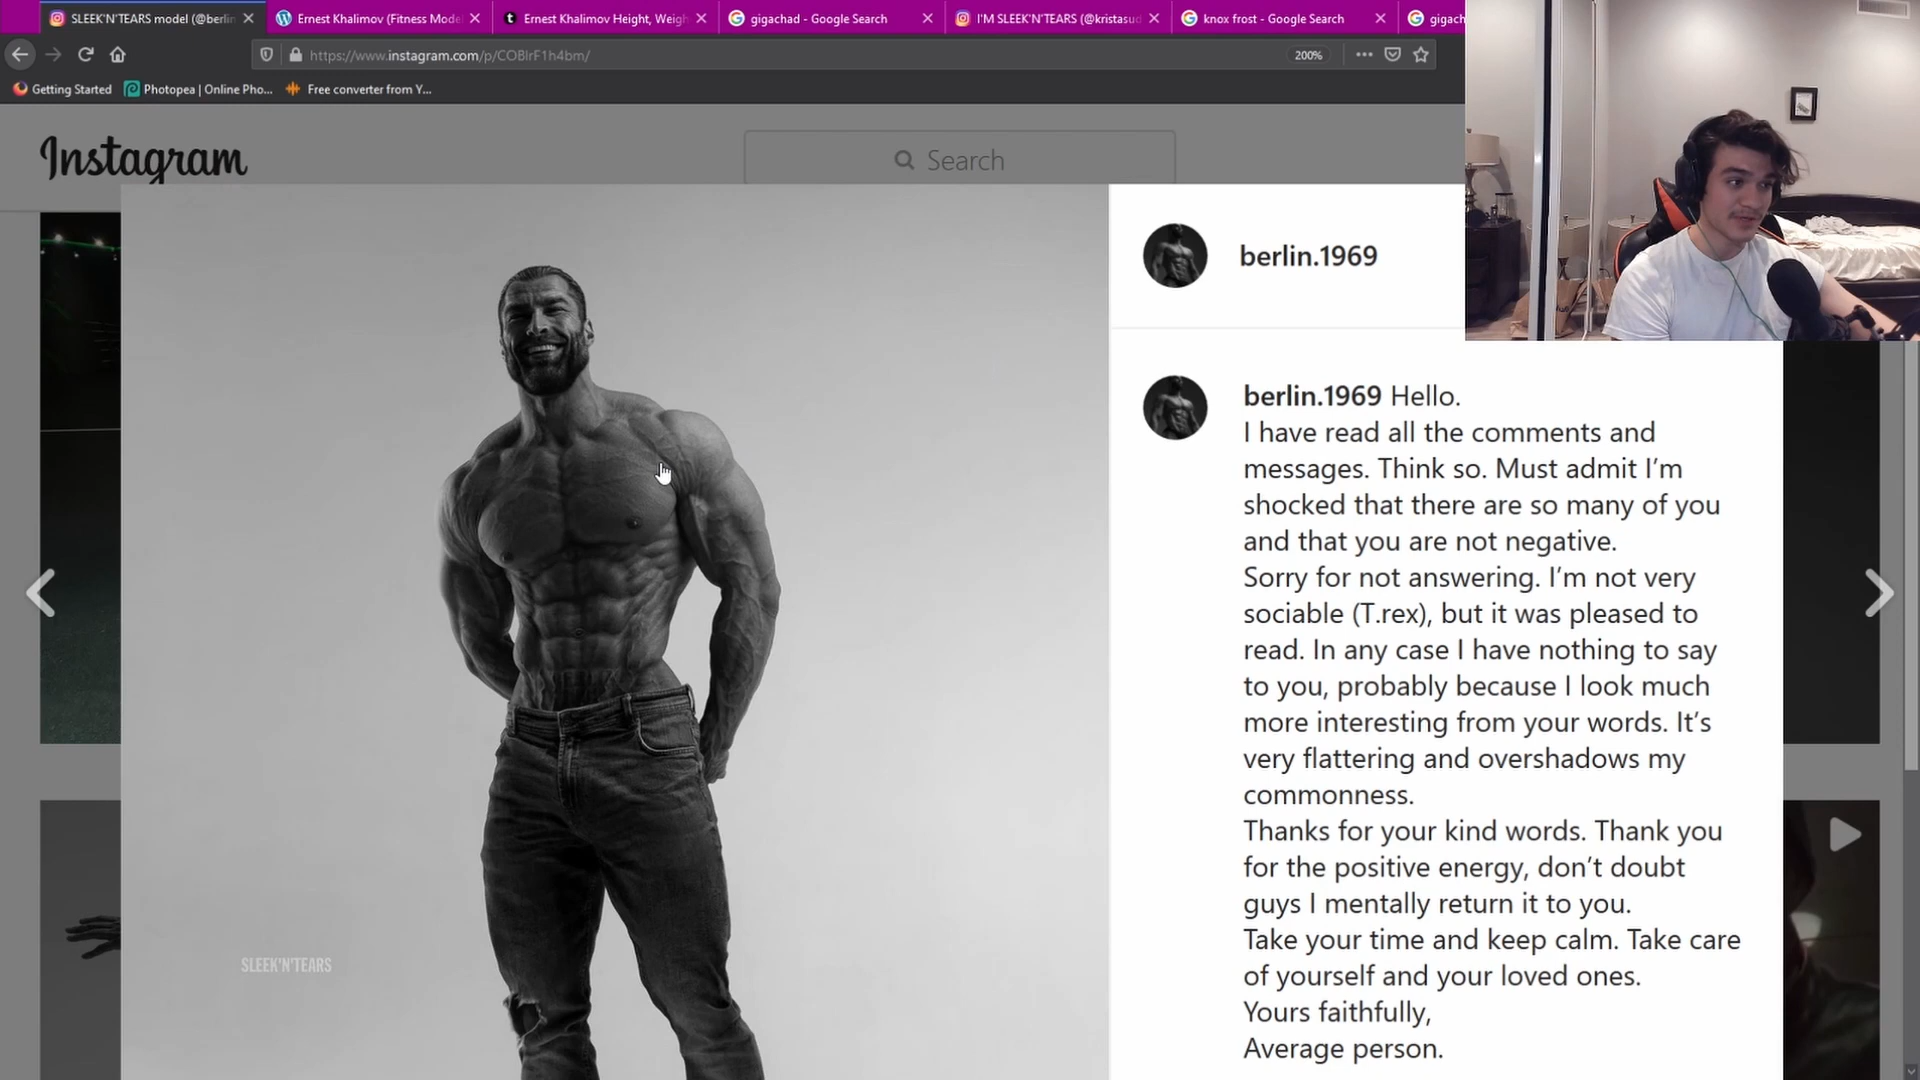 SLEEK'N'TEARS model (@berlin
Ernest Khalimov (Fitness Mode
Ernest Khalimov Height, Weigh
gigachad - Google Search
I'M SLEEK'N'TEARS (@kristasud
knox frost - Google Search
gigach
https://www.instagram.com/p/COBlrF1h4bm/
200%
Getting Started
Photopea | Online Pho...
Free converter from Y...
Instagram
Search
berlin.1969
berlin.1969 Hello.
I have read all the comments and
messages. Think so. Must admit I'm
shocked that there are so many of you
and that you are not negative.
Sorry for not answering. I'm not very
sociable (T.rex), but it was pleased to
read. In any case I have nothing to say
to you, probably because I look much
more interesting from your words. It's
very flattering and overshadows my
commonness.
Thanks for your kind words. Thank you
for the positive energy, don't doubt
guys I mentally return it to you.
Take your time and keep calm. Take care
of yourself and your loved ones.
Yours faithfully,
Average person.
SLEEK'N'TEARS